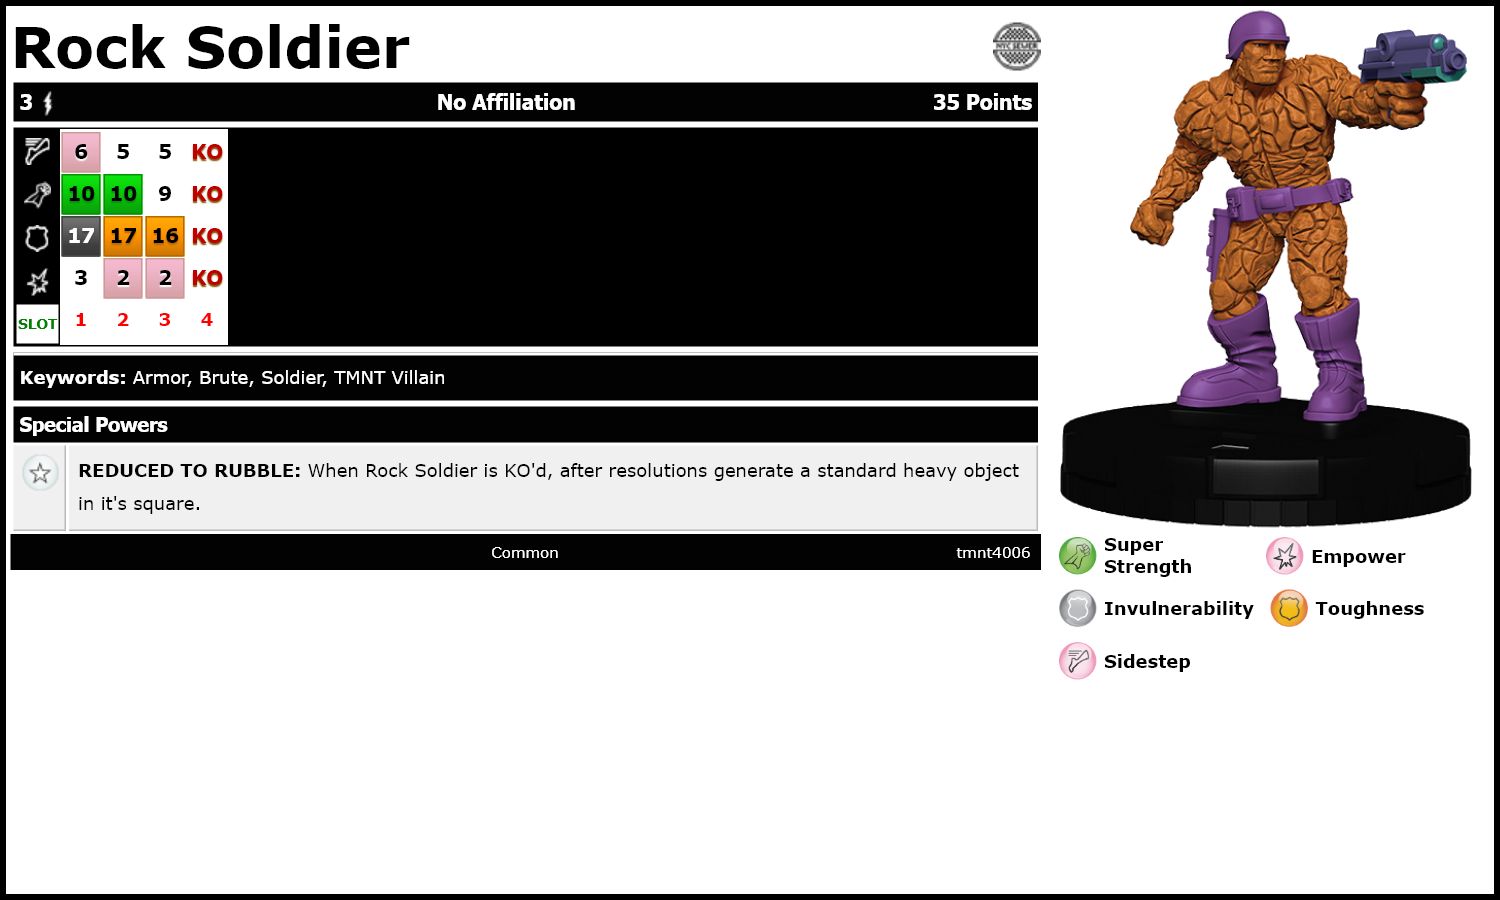 Rock Soldier
NYC SEWER
3 No Affiliation 35 Points
6 5 5 KO
10 10 9 KO
17 17 16 KO
3 2 2 KO
SLOT 1 2 3 4
Keywords: Armor, Brute, Soldier, TMNT Villain
Special Powers
REDUCED TO RUBBLE: When Rock Soldier is KO'd, after resolutions generate a standard heavy object
in it's square.
Common tmnt4006
Super
Strength
Empower
Invulnerability
Toughness
Sidestep